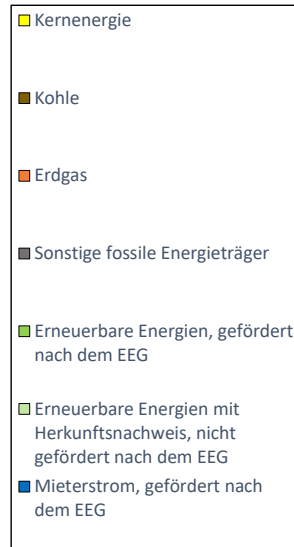 Kernenergie
Kohle
Erdgas
Sonstige fossile Energieträger
Erneuerbare Energien, gefördert
nach dem EEG
Erneuerbare Energien mit
Herkunftsnachweis, nicht
gefördert nach dem EEG
Mieterstrom, gefördert nach
dem EEG